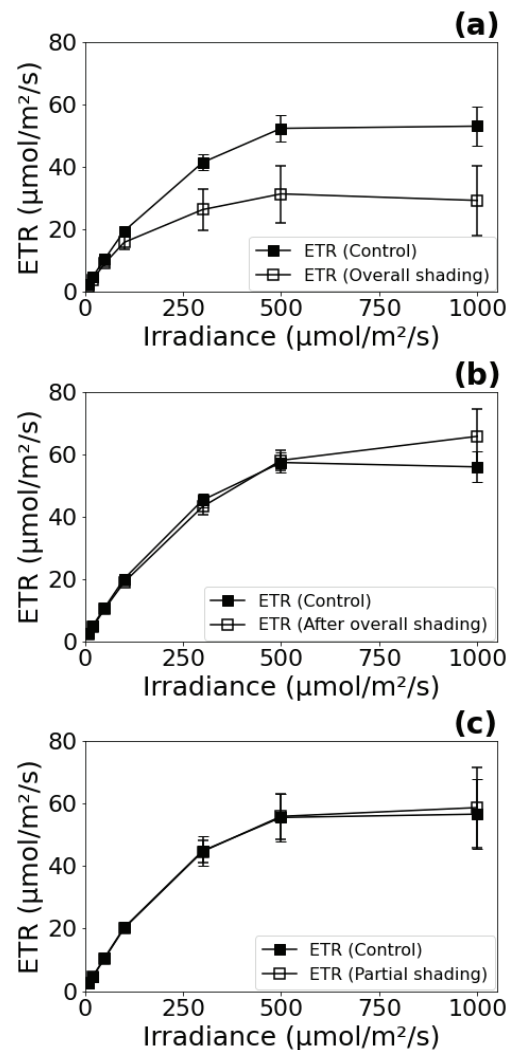 (a)
80
60
40
20
0
ETR (μmol/m²/s)
ETR (Control)
ETR (Overall shading)
0 250 500 750 1000
Irradiance (μmol/m²/s)
(b)
80
60
40
20
0
ETR (μmol/m²/s)
ETR (Control)
ETR (After overall shading)
0 250 500 750 1000
Irradiance (μmol/m²/s)
(c)
80
60
40
20
0
ETR (μmol/m²/s)
ETR (Control)
ETR (Partial shading)
0 250 500 750 1000
Irradiance (μmol/m²/s)